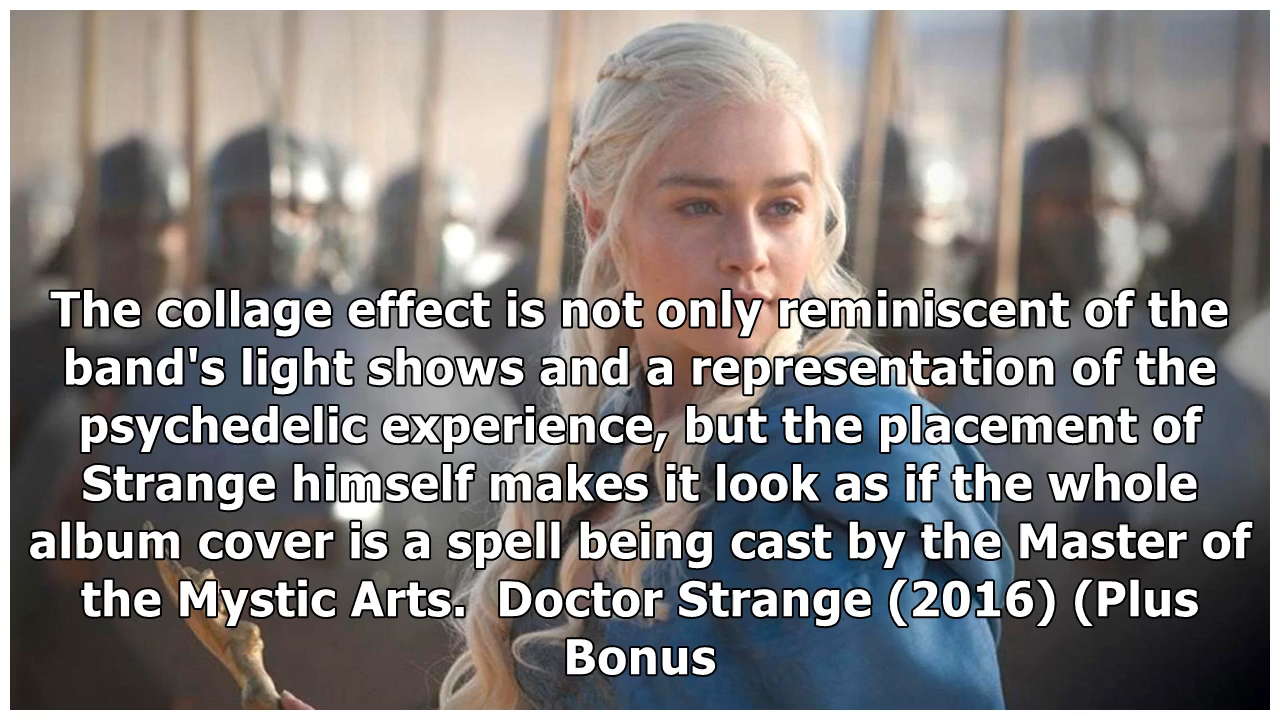 The collage effect is not only reminiscent of the
band's light shows and a representation of the
psychedelic experience, but the placement of
Strange himself makes it look as if the whole
album cover is a spell being cast by the Master of
the Mystic Arts.  Doctor Strange (2016) (Plus
Bonus